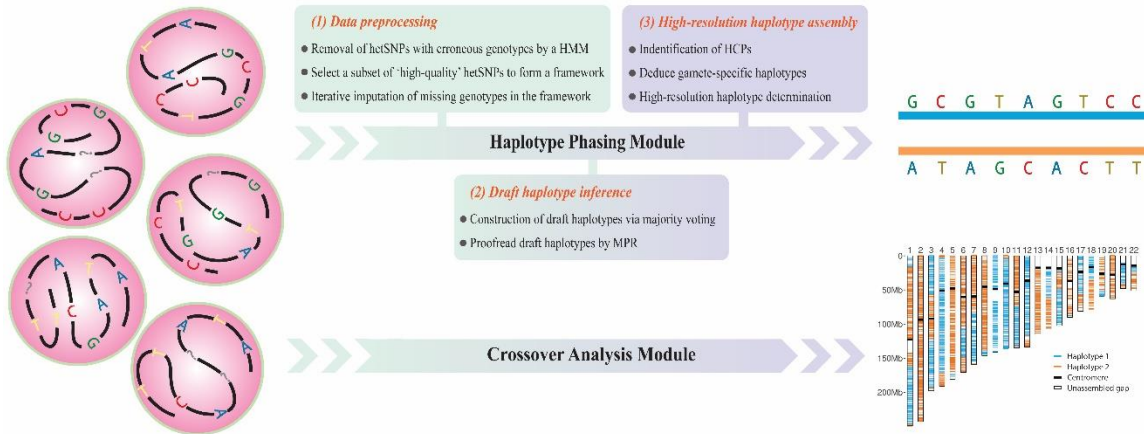 (1) Data preprocessing
● Removal of hetSNPs with erroneous genotypes by a HMM
● Select a subset of 'high-quality' hetSNPs to form a framework
● Iterative imputation of missing genotypes in the framework
(3) High-resolution haplotype assembly
● Indentification of HCPs
● Deduce gamete-specific haplotypes
● High-resolution haplotype determination
Haplotype Phasing Module
(2) Draft haplotype inference
● Construction of draft haplotypes via majority voting
● Proofread draft haplotypes by MPR
Crossover Analysis Module
G C G T A G T C C
A T A G C A C T T
1 2 3 4 5 6 7 8 9 10 11 12 13 14 15 16 17 18 19 20 21 22
0
50Mb
100Mb
150Mb
200Mb
Haplotype 1
Haplotype 2
Centromere
Unassembled gap